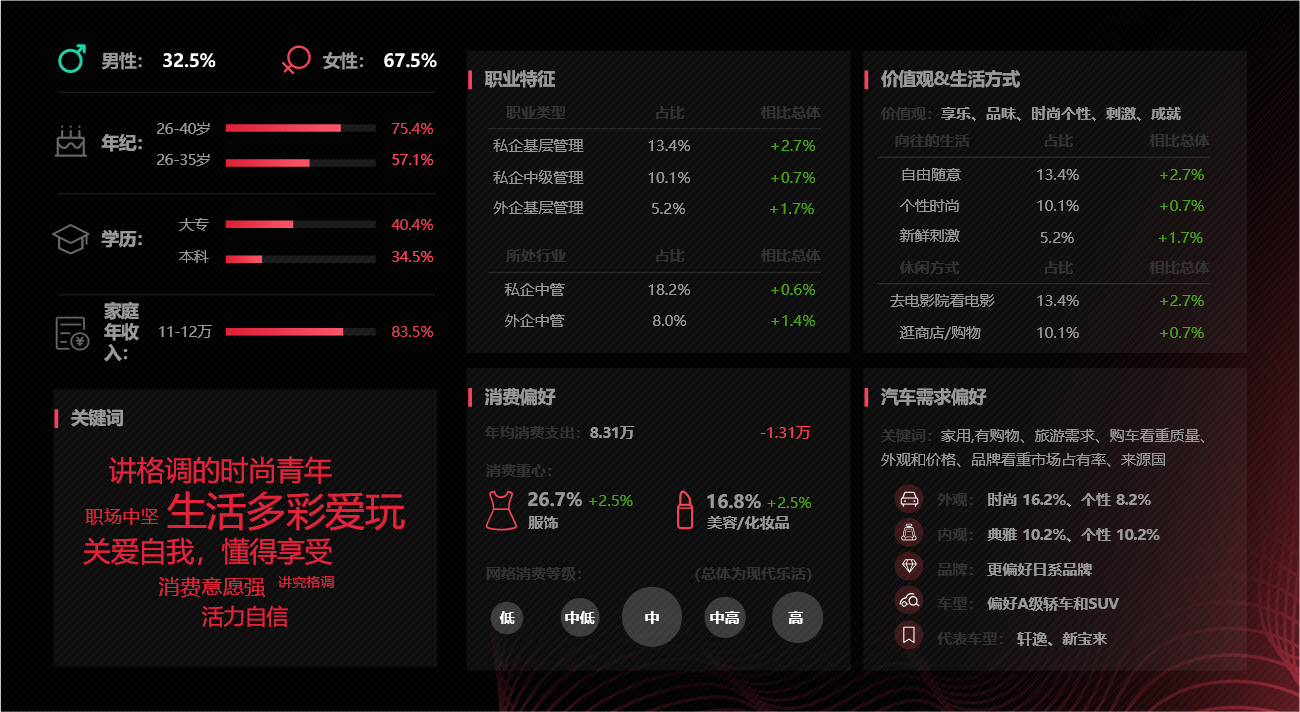 男性: 32.5% 女性: 67.5%
年纪:
26-40岁 75.4%
26-35岁 57.1%
学历:
大专 40.4%
本科 34.5%
家庭
年收
入:
11-12万 83.5%
关键词
讲格调的时尚青年
职场中坚 生活多彩爱玩
关爱自我，懂得享受
消费意愿强 讲究格调
活力自信
职业特征
职业类型 占比 相比总体
私企基层管理 13.4% +2.7%
私企中级管理 10.1% +0.7%
外企基层管理 5.2% +1.7%
所处行业 占比 相比总体
私企中管 18.2% +0.6%
外企中管 8.0% +1.4%
价值观&生活方式
价值观: 享乐、品味、时尚个性、刺激、成就
向往的生活 占比 相比总体
自由随意 13.4% +2.7%
个性时尚 10.1% +0.7%
新鲜刺激 5.2% +1.7%
休闲方式 占比 相比总体
去电影院看电影 13.4% +2.7%
逛商店/购物 10.1% +0.7%
消费偏好
年均消费支出: 8.31万 -1.31万
消费重心:
26.7% +2.5% 16.8% +2.5%
服饰 美容/化妆品
网络消费等级: (总体为现代乐活)
低 中低 中 中高 高
汽车需求偏好
关键词: 家用,有购物、旅游需求、购车看重质量、
外观和价格、品牌看重市场占有率、来源国
外观: 时尚 16.2%、个性 8.2%
内观: 典雅 10.2%、个性 10.2%
品牌: 更偏好日系品牌
车型: 偏好A级轿车和SUV
代表车型: 轩逸、新宝来